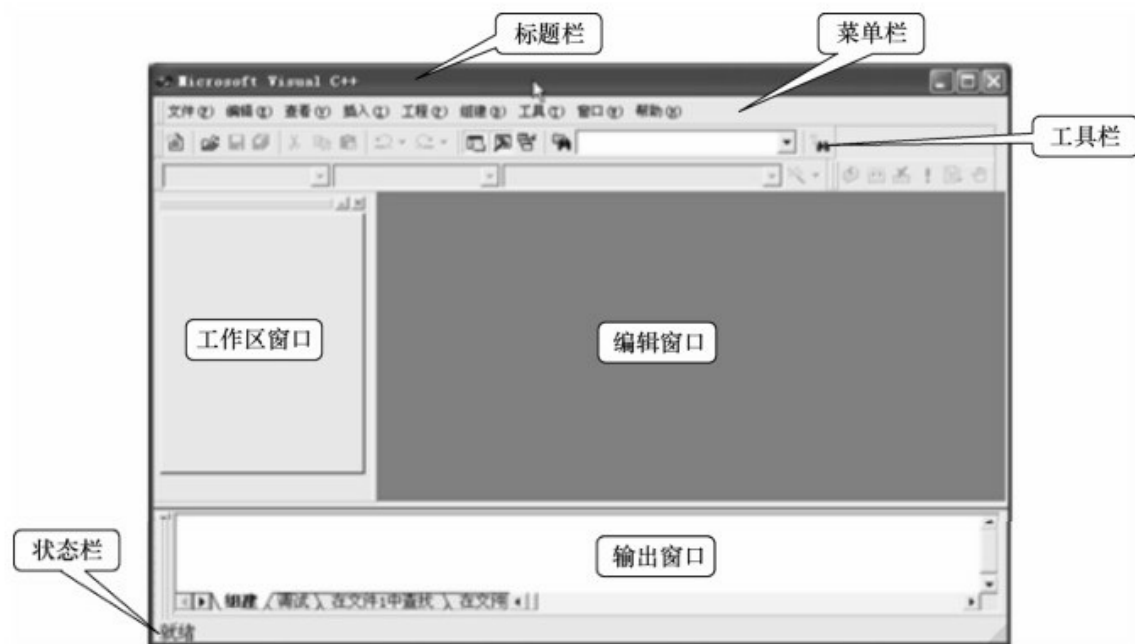 标题栏
菜单栏
Microsoft Visual C++
文件(F) 编辑(E) 查看(V) 插入(I) 工程(P) 组建(B) 工具(T) 窗口(W) 帮助(H)
工具栏
工作区窗口
编辑窗口
状态栏
输出窗口
组建 调试 在文件1中查找 在文件
就绪